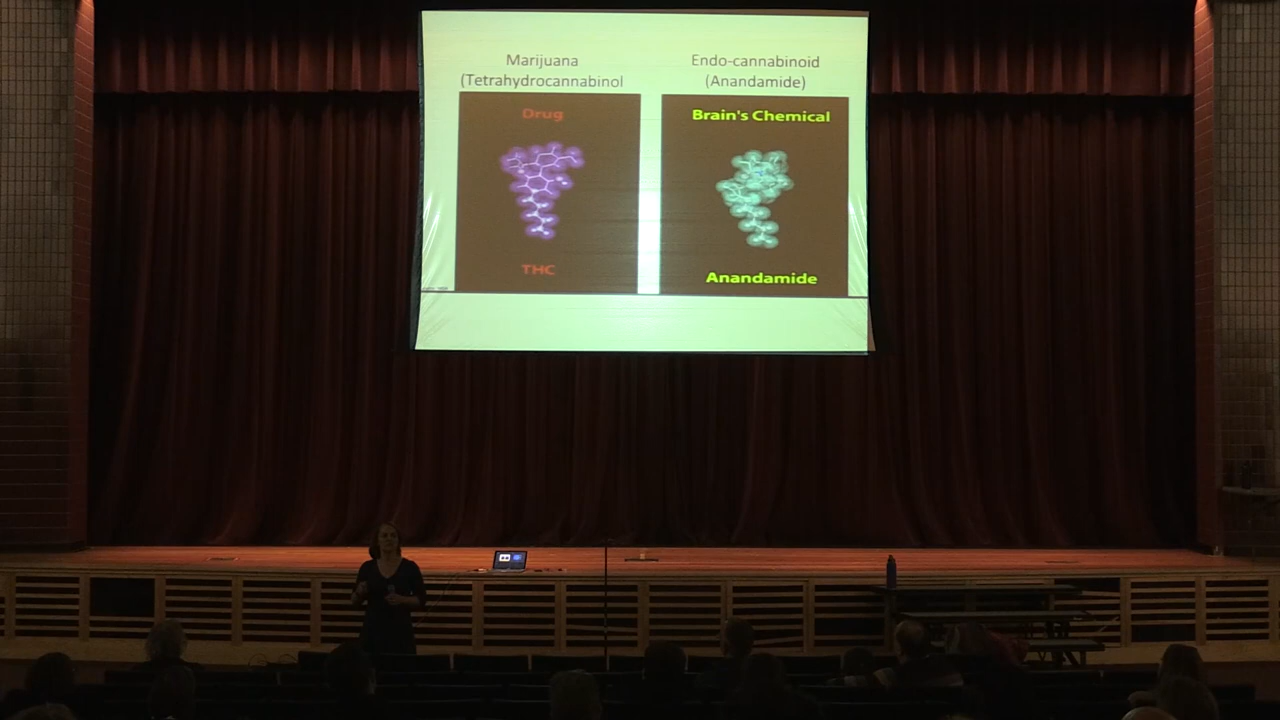 Marijuana
(Tetrahydrocannabinol
Drug
THC
Endo-cannabinoid
(Anandamide)
Brain's Chemical
Anandamide